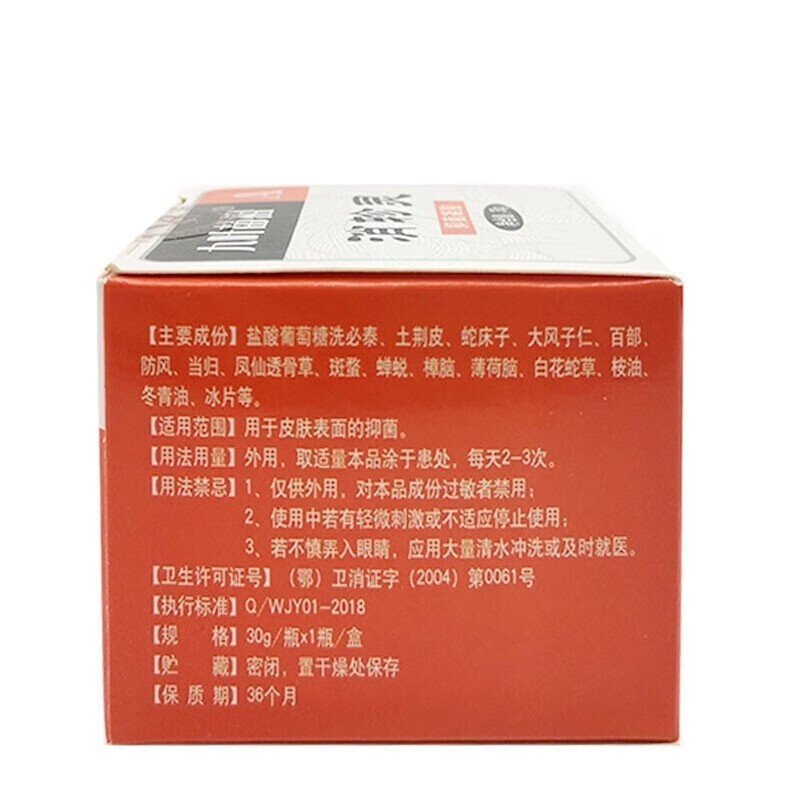 消疹灵
【主要成份】盐酸葡萄糖洗必泰、土荆皮、蛇床子、大风子仁、百部、
防风、当归、凤仙透骨草、斑蝥、蝉蜕、樟脑、薄荷脑、白花蛇草、桉油、
冬青油、冰片等。
【适用范围】用于皮肤表面的抑菌。
【用法用量】外用，取适量本品涂于患处，每天2-3次。
【用法禁忌】1、仅供外用，对本品成份过敏者禁用；
2、使用中若有轻微刺激或不适应停止使用；
3、若不慎弄入眼睛，应用大量清水冲洗或及时就医。
【卫生许可证号】（鄂）卫消证字（2004）第0061号
【执行标准】Q/WJY01-2018
【规 格】30g/瓶x1瓶/盒
【贮 藏】密闭，置干燥处保存
【保 质 期】36个月